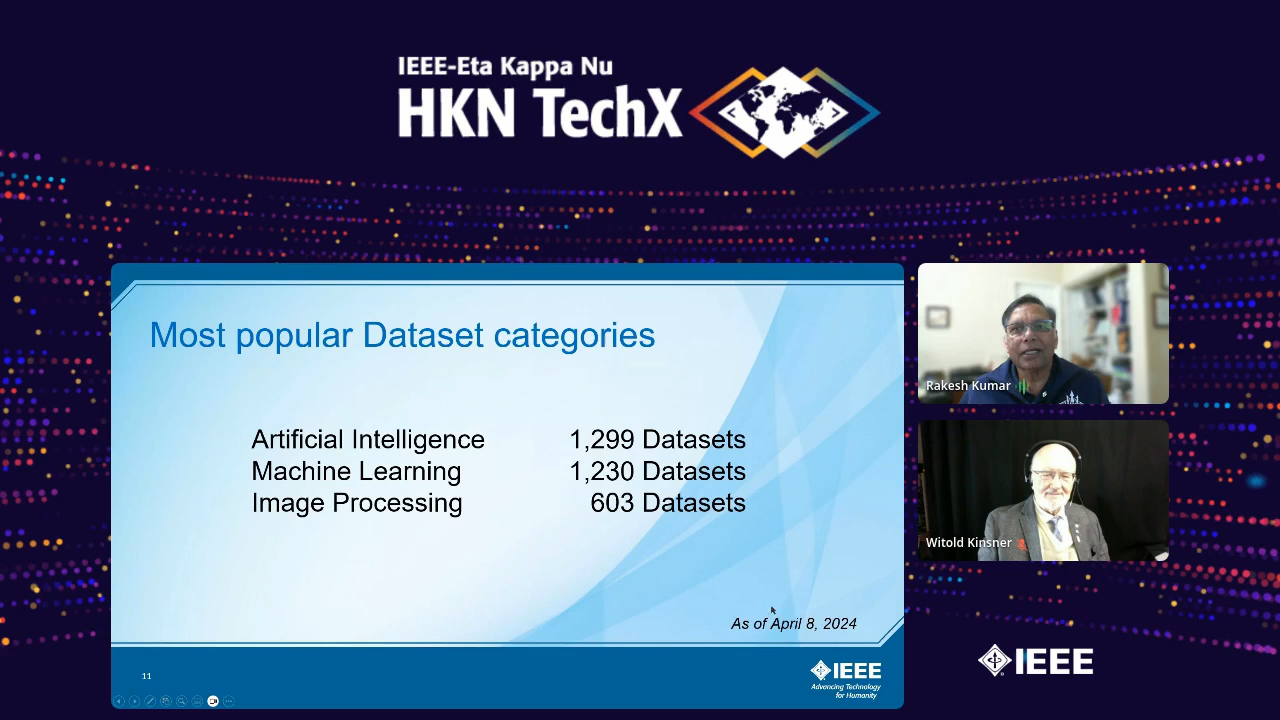 IEEE-Eta Kappa Nu
HKN TechX
Most popular Dataset categories
Artificial Intelligence 1,299 Datasets
Machine Learning 1,230 Datasets
Image Processing 603 Datasets
As of April 8, 2024
11
IEEE
Advancing Technology
for Humanity
Rakesh Kumar
Witold Kinsner
IEEE